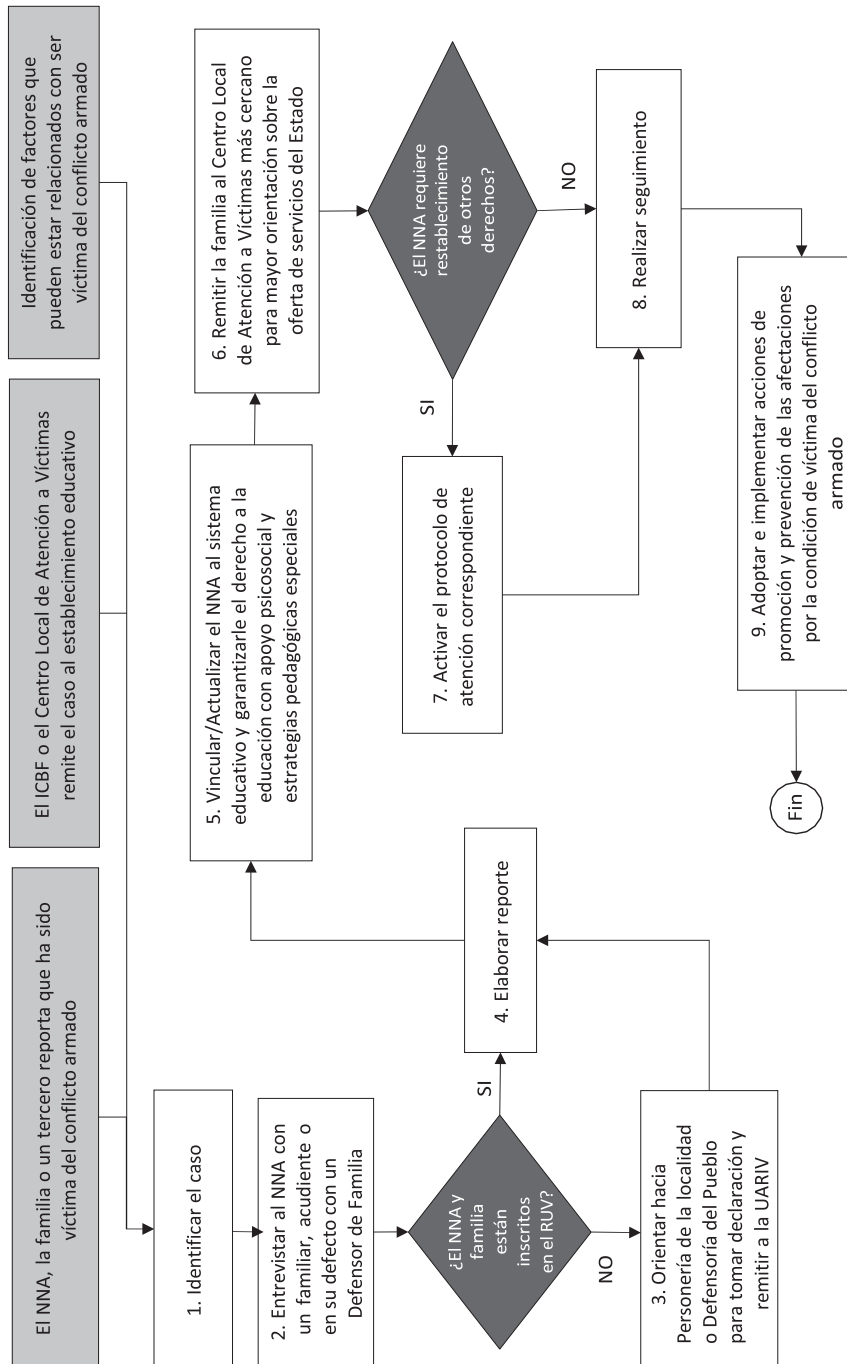 El NNA, la familia o un tercero reporta que ha sido
víctima del conflicto armado
El ICBF o el Centro Local de Atención a Víctimas
remite el caso al establecimiento educativo
Identificación de factores que
pueden estar relacionados con ser
víctima del conflicto armado
1. Identificar el caso
2. Entrevistar al NNA con
un familiar, acudiente o
en su defecto con un
Defensor de Familia
¿El NNA y
familia
están
inscritos
en el RUV?
SI
NO
3. Orientar hacia
Personería de la localidad
o Defensoría del Pueblo
para tomar declaración y
remitir a la UARIV
4. Elaborar reporte
5. Vincular/Actualizar el NNA al sistema
educativo y garantizarle el derecho a la
educación con apoyo psicosocial y
estrategias pedagógicas especiales
6. Remitir la familia al Centro Local
de Atención a Víctimas más cercano
para mayor orientación sobre la
oferta de servicios del Estado
¿El NNA requiere
restablecimiento
de otros
derechos?
SI
NO
7. Activar el protocolo de
atención correspondiente
8. Realizar seguimiento
9. Adoptar e implementar acciones de
promoción y prevención de las afectaciones
por la condición de víctima del conflicto
armado
Fin